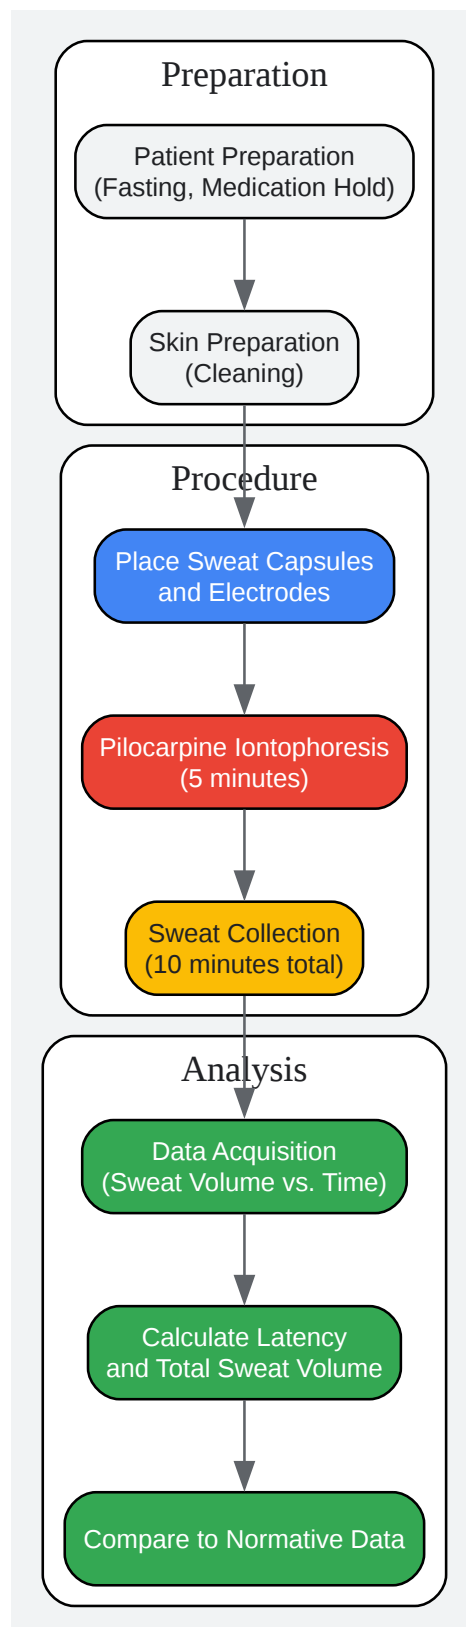 Preparation
Patient Preparation
(Fasting, Medication Hold)
Skin Preparation
(Cleaning)
Procedure
Place Sweat Capsules
and Electrodes
Pilocarpine Iontophoresis
(5 minutes)
Sweat Collection
(10 minutes total)
Analysis
Data Acquisition
(Sweat Volume vs. Time)
Calculate Latency
and Total Sweat Volume
Compare to Normative Data